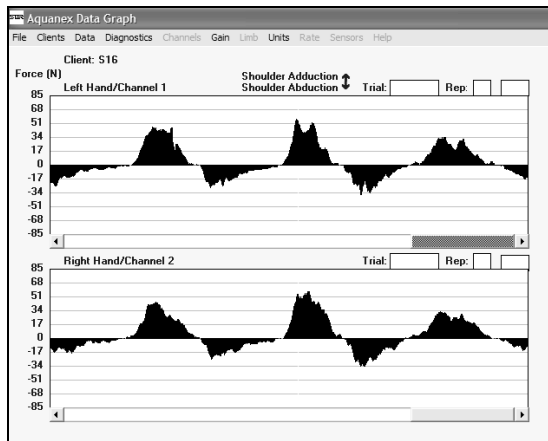 Aquanex Data Graph
File Clients Data Diagnostics Channels Gain Limb Units Rate Sensors Help
Client: S16
Force (N)
Shoulder Adduction
Shoulder Abduction
Left Hand/Channel 1 Trial: Rep:
85
68
51
34
17
0
-17
-34
-51
-68
-85
Right Hand/Channel 2 Trial: Rep:
85
68
51
34
17
0
-17
-34
-51
-68
-85